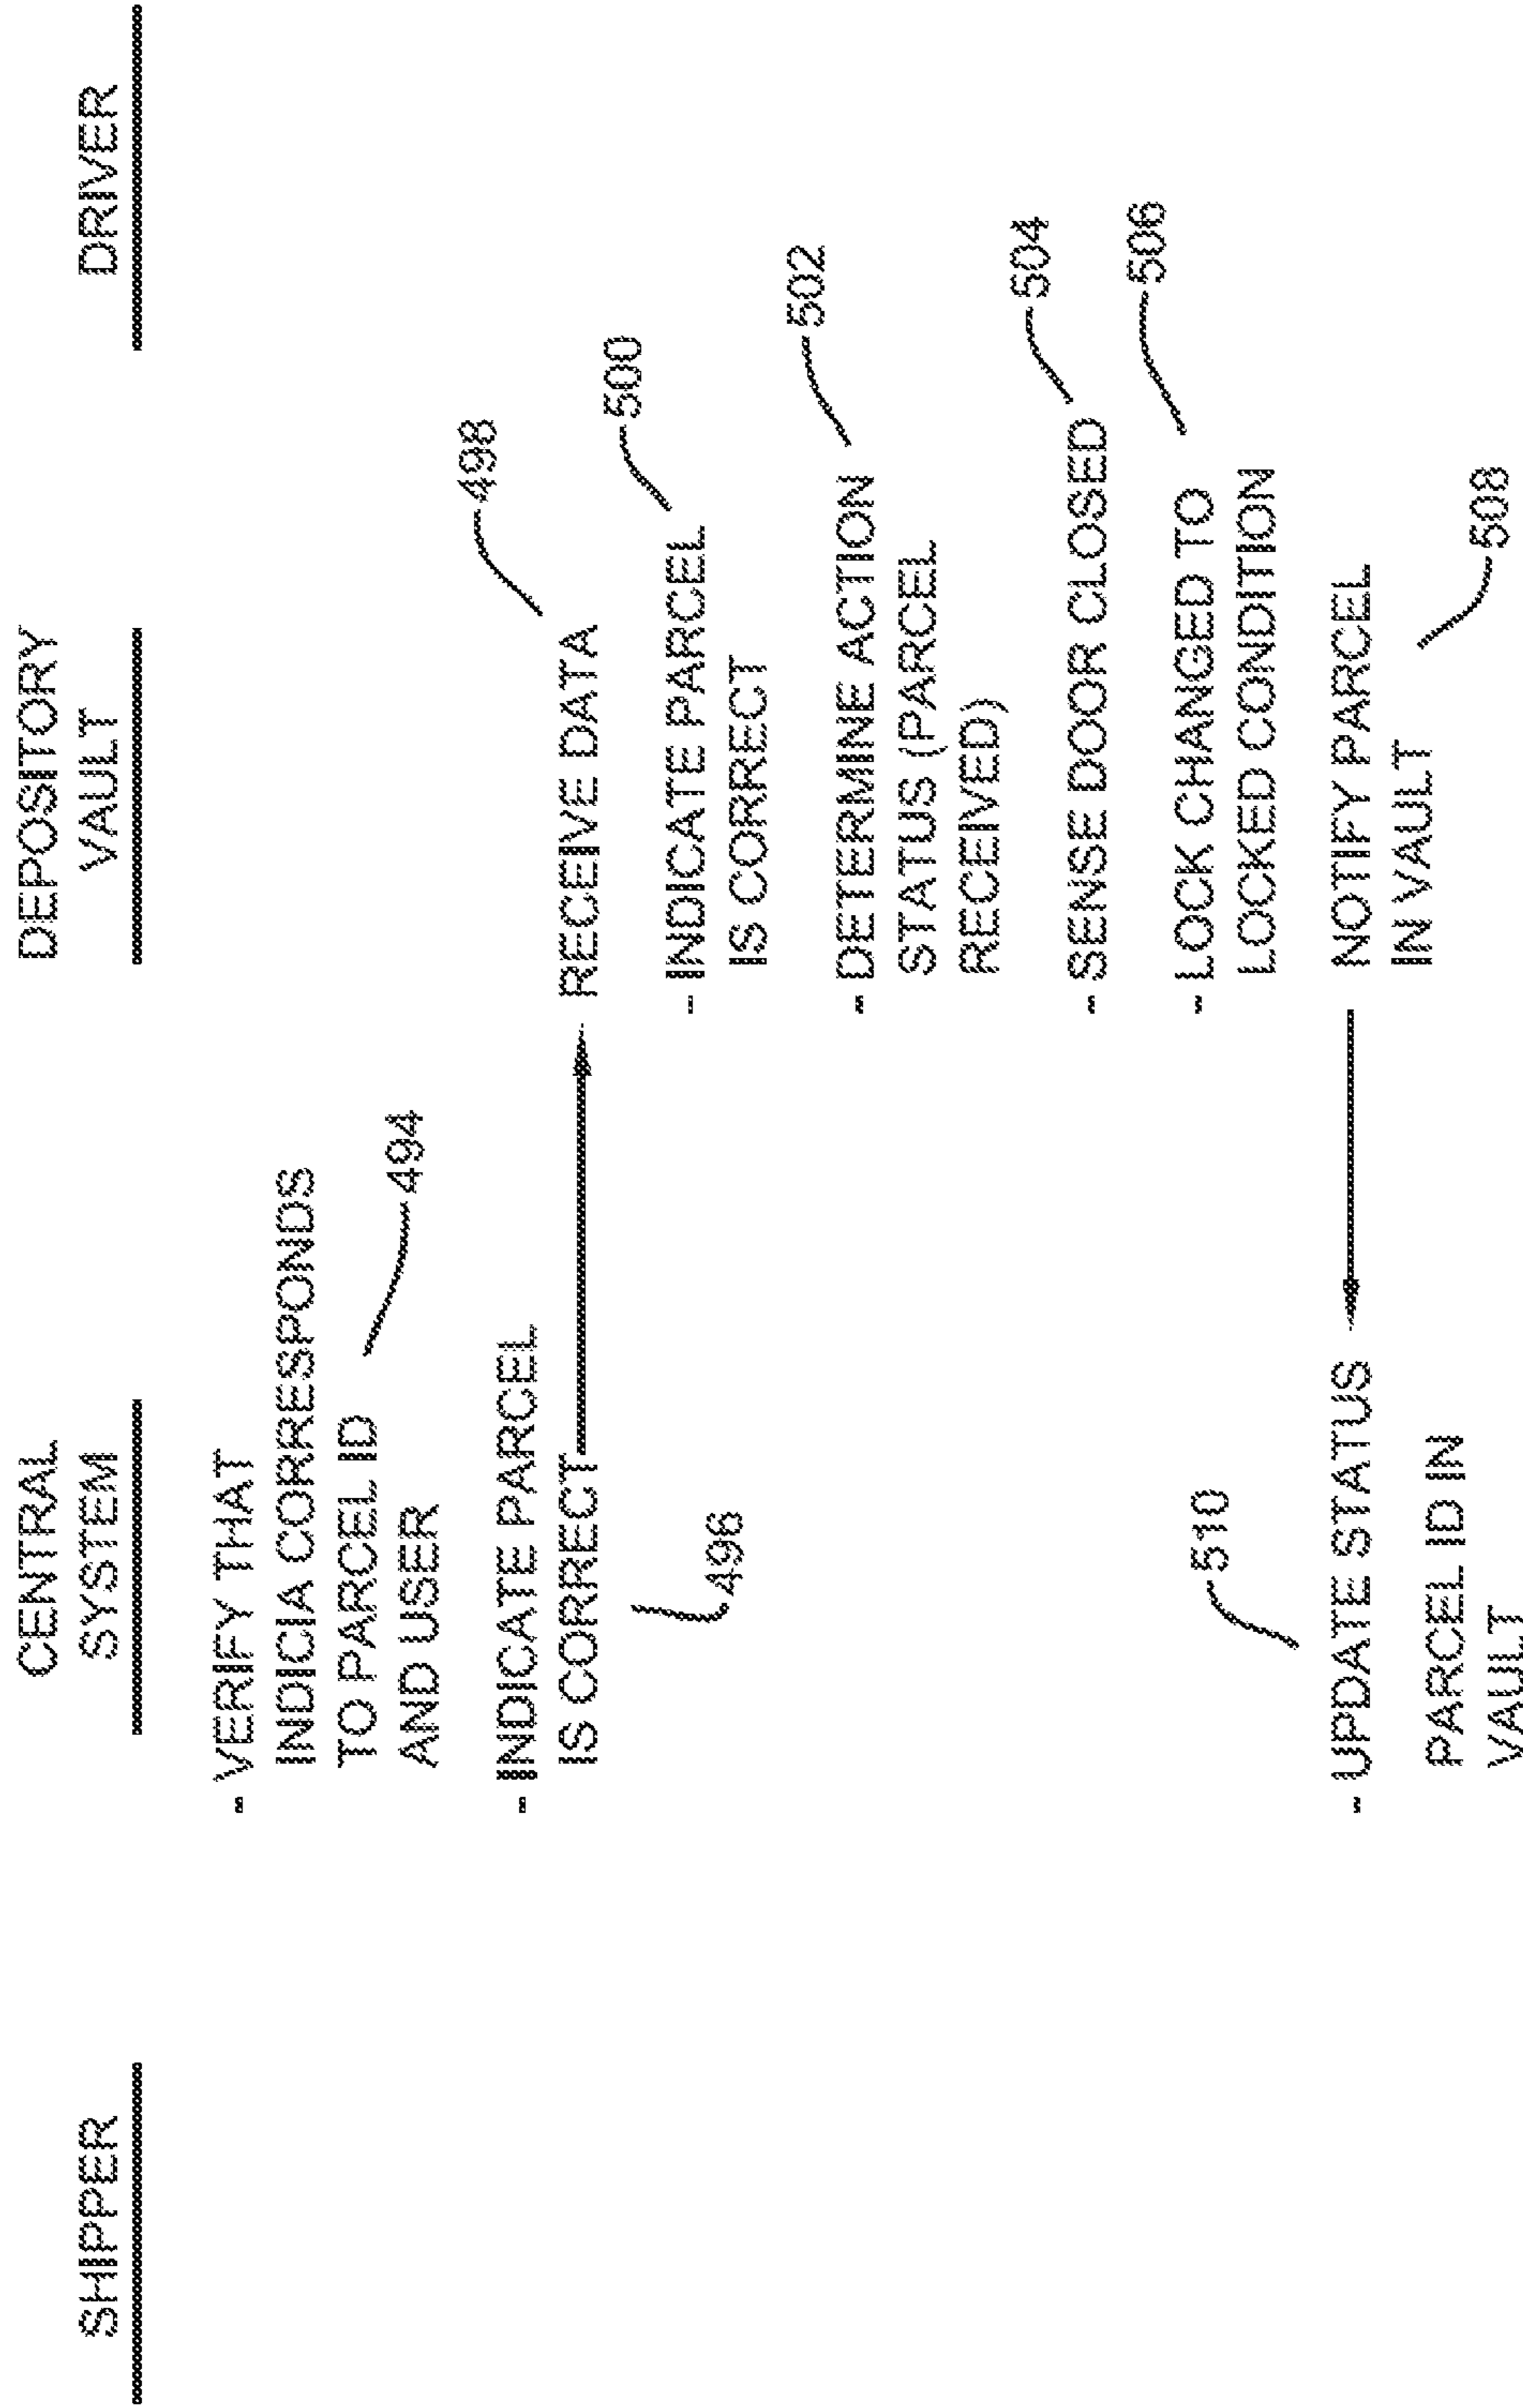 SHIPPER
CENTRAL
SYSTEM
DEPOSITORY
VAULT
DRIVER
- VERIFY THAT
INDICIA CORRESPONDS
TO PARCEL ID
AND USER
494
- INDICATE PARCEL
IS CORRECT
496
RECEIVE DATA
498
- INDICATE PARCEL
IS CORRECT
500
- DETERMINE ACTION
STATUS (PARCEL
RECEIVED)
502
- SENSE DOOR CLOSED
504
- LOCK CHANGED TO
LOCKED CONDITION
506
NOTIFY PARCEL
IN VAULT
508
510
- UPDATE STATUS
PARCEL ID IN
VAULT